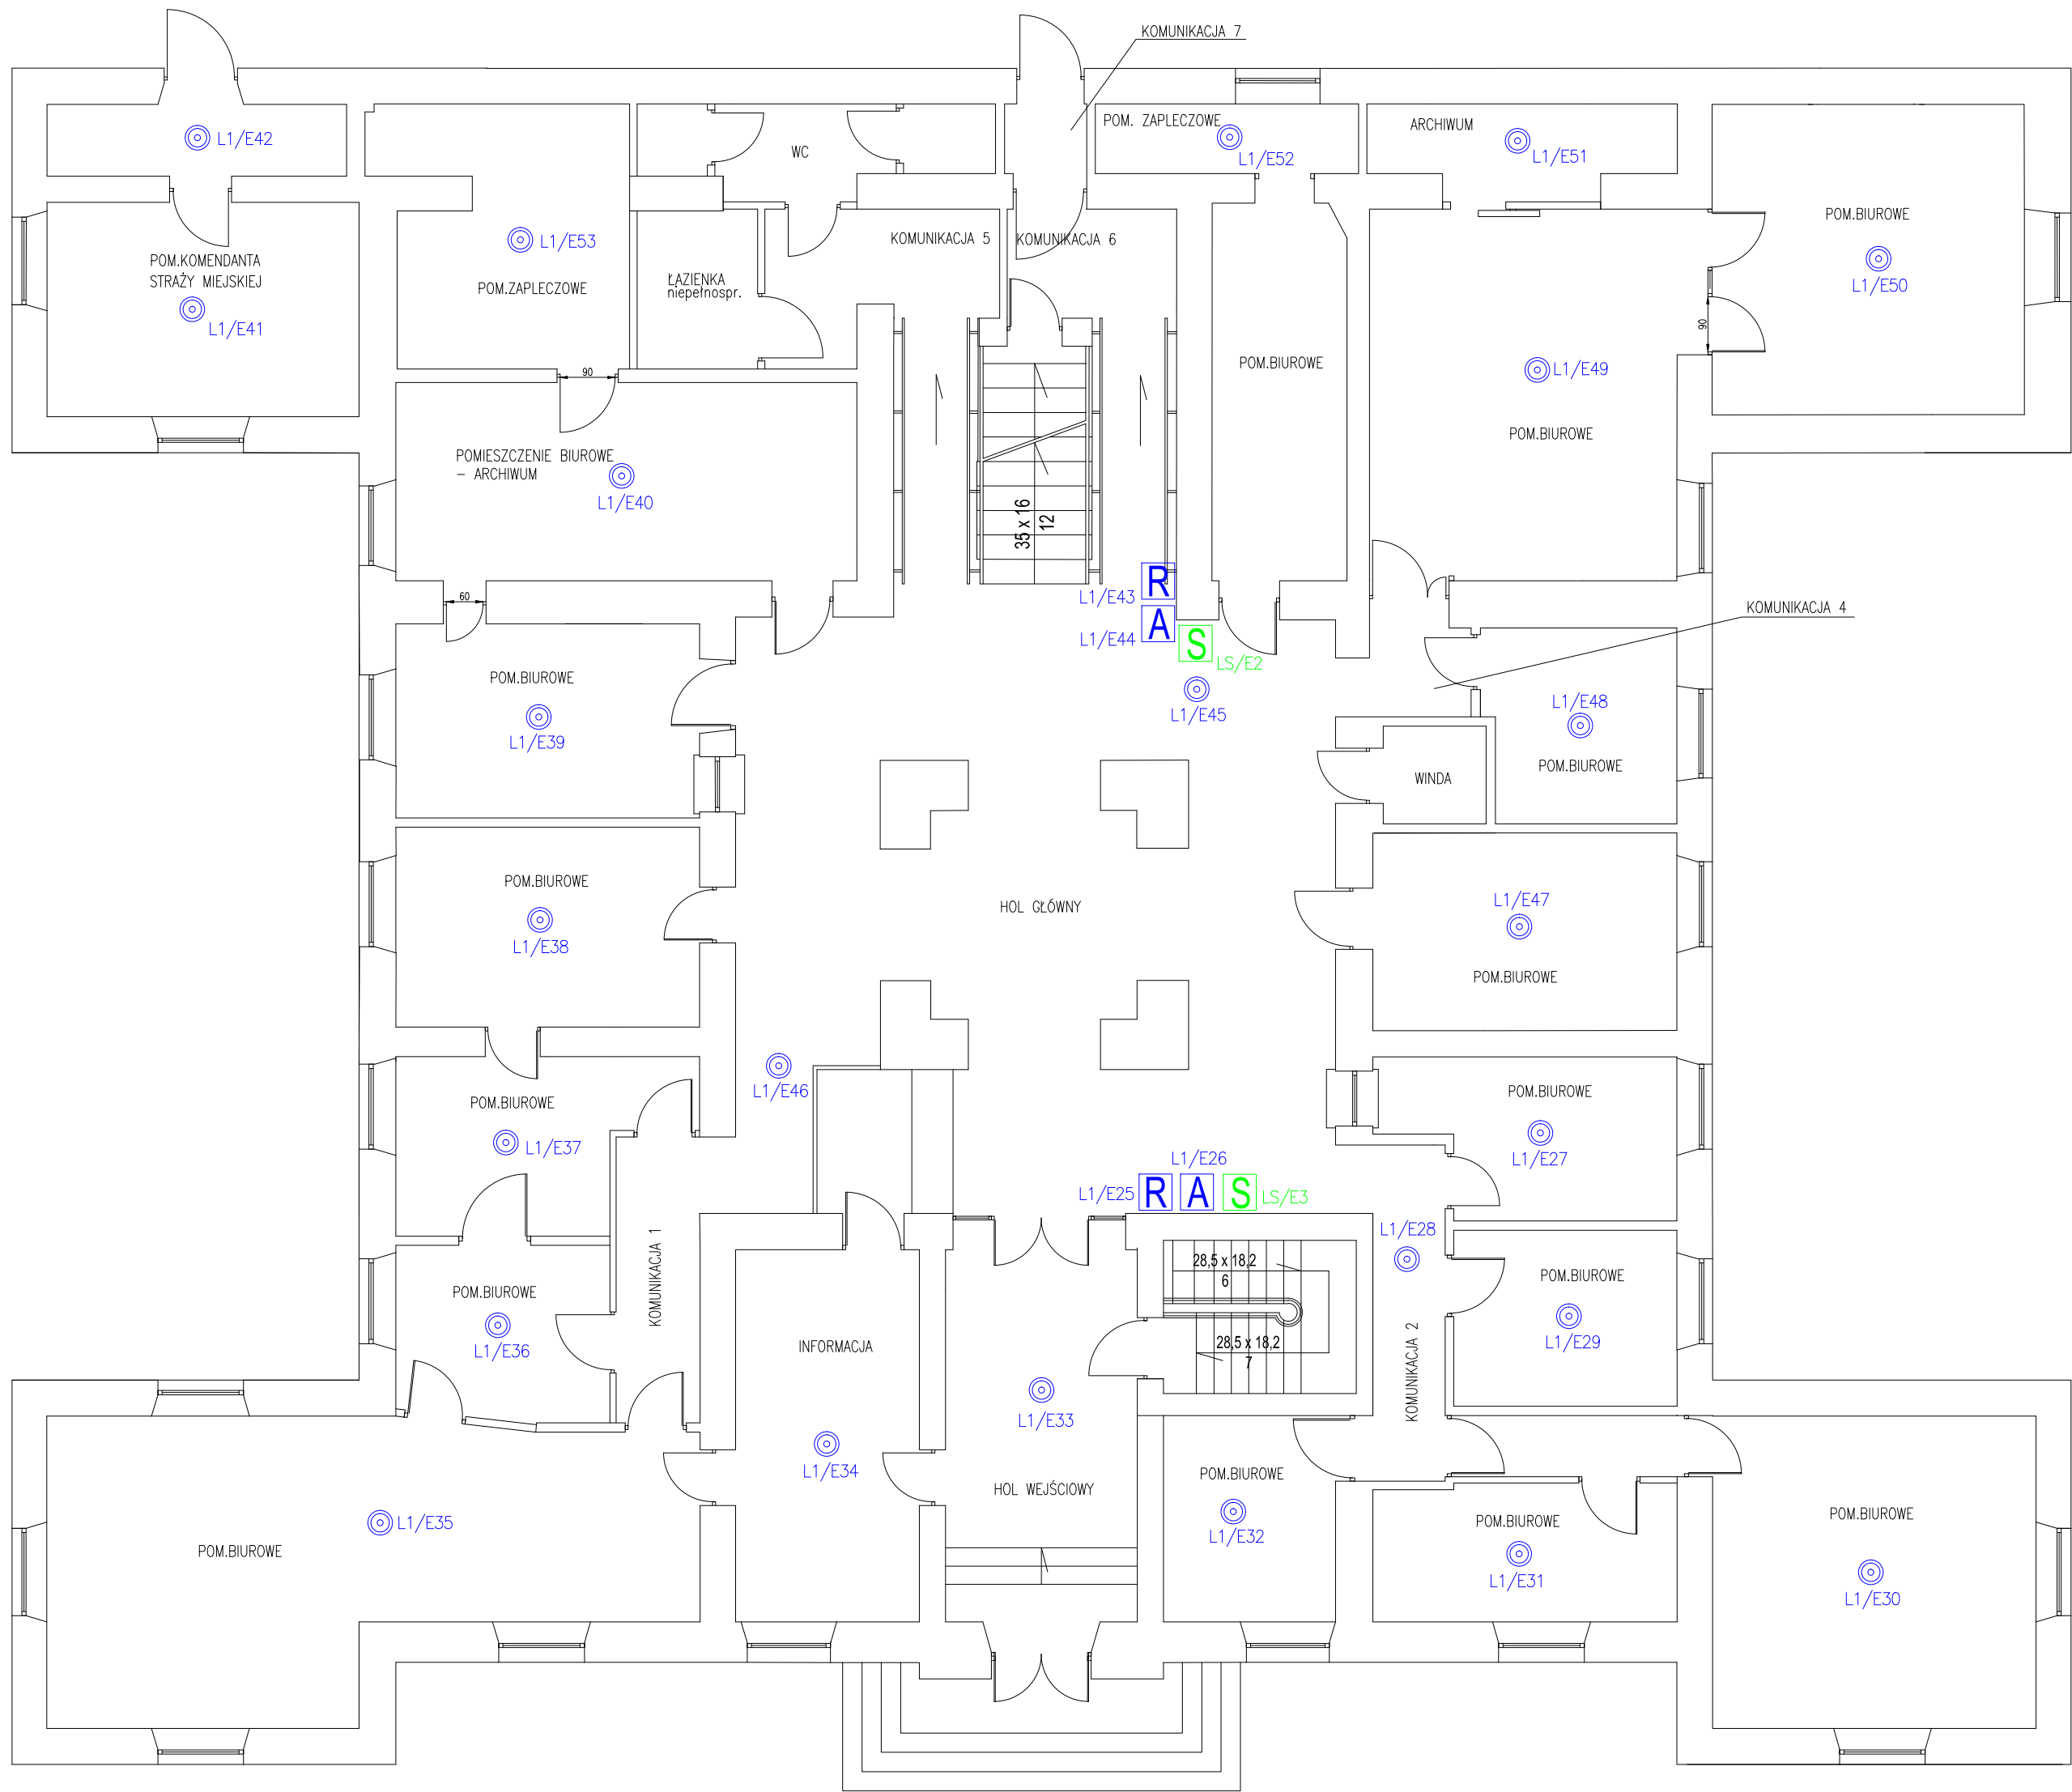 KOMUNIKACJA 7
POM. ZAPLECZOWE
L1/E52
ARCHIWUM
L1/E51
L1/E42
WC
POM.BIUROWE
L1/E50
KOMUNIKACJA 5
KOMUNIKACJA 6
L1/E53
POM.ZAPLECZOWE
POM.KOMENDANTA
STRAŻY MIEJSKIEJ
L1/E41
ŁAZIENKA
niepełnospr.
90
90
POM.BIUROWE
L1/E49
POM.BIUROWE
POMIESZCZENIE BIUROWE
- ARCHIWUM
L1/E40
35 x 16
12
60
L1/E43
R
L1/E44
A
S
LS/E2
KOMUNIKACJA 4
POM.BIUROWE
L1/E39
L1/E45
L1/E48
POM.BIUROWE
WINDA
POM.BIUROWE
L1/E38
HOL GŁÓWNY
L1/E47
POM.BIUROWE
L1/E46
POM.BIUROWE
L1/E37
POM.BIUROWE
L1/E27
L1/E26
L1/E25
R
A
S
LS/E3
KOMUNIKACJA 1
L1/E28
28,5 x 18,2
6
28,5 x 18,2
7
POM.BIUROWE
L1/E29
POM.BIUROWE
L1/E36
INFORMACJA
KOMUNIKACJA 2
L1/E33
L1/E34
HOL WEJŚCIOWY
POM.BIUROWE
L1/E32
POM.BIUROWE
L1/E31
POM.BIUROWE
L1/E30
L1/E35
POM.BIUROWE